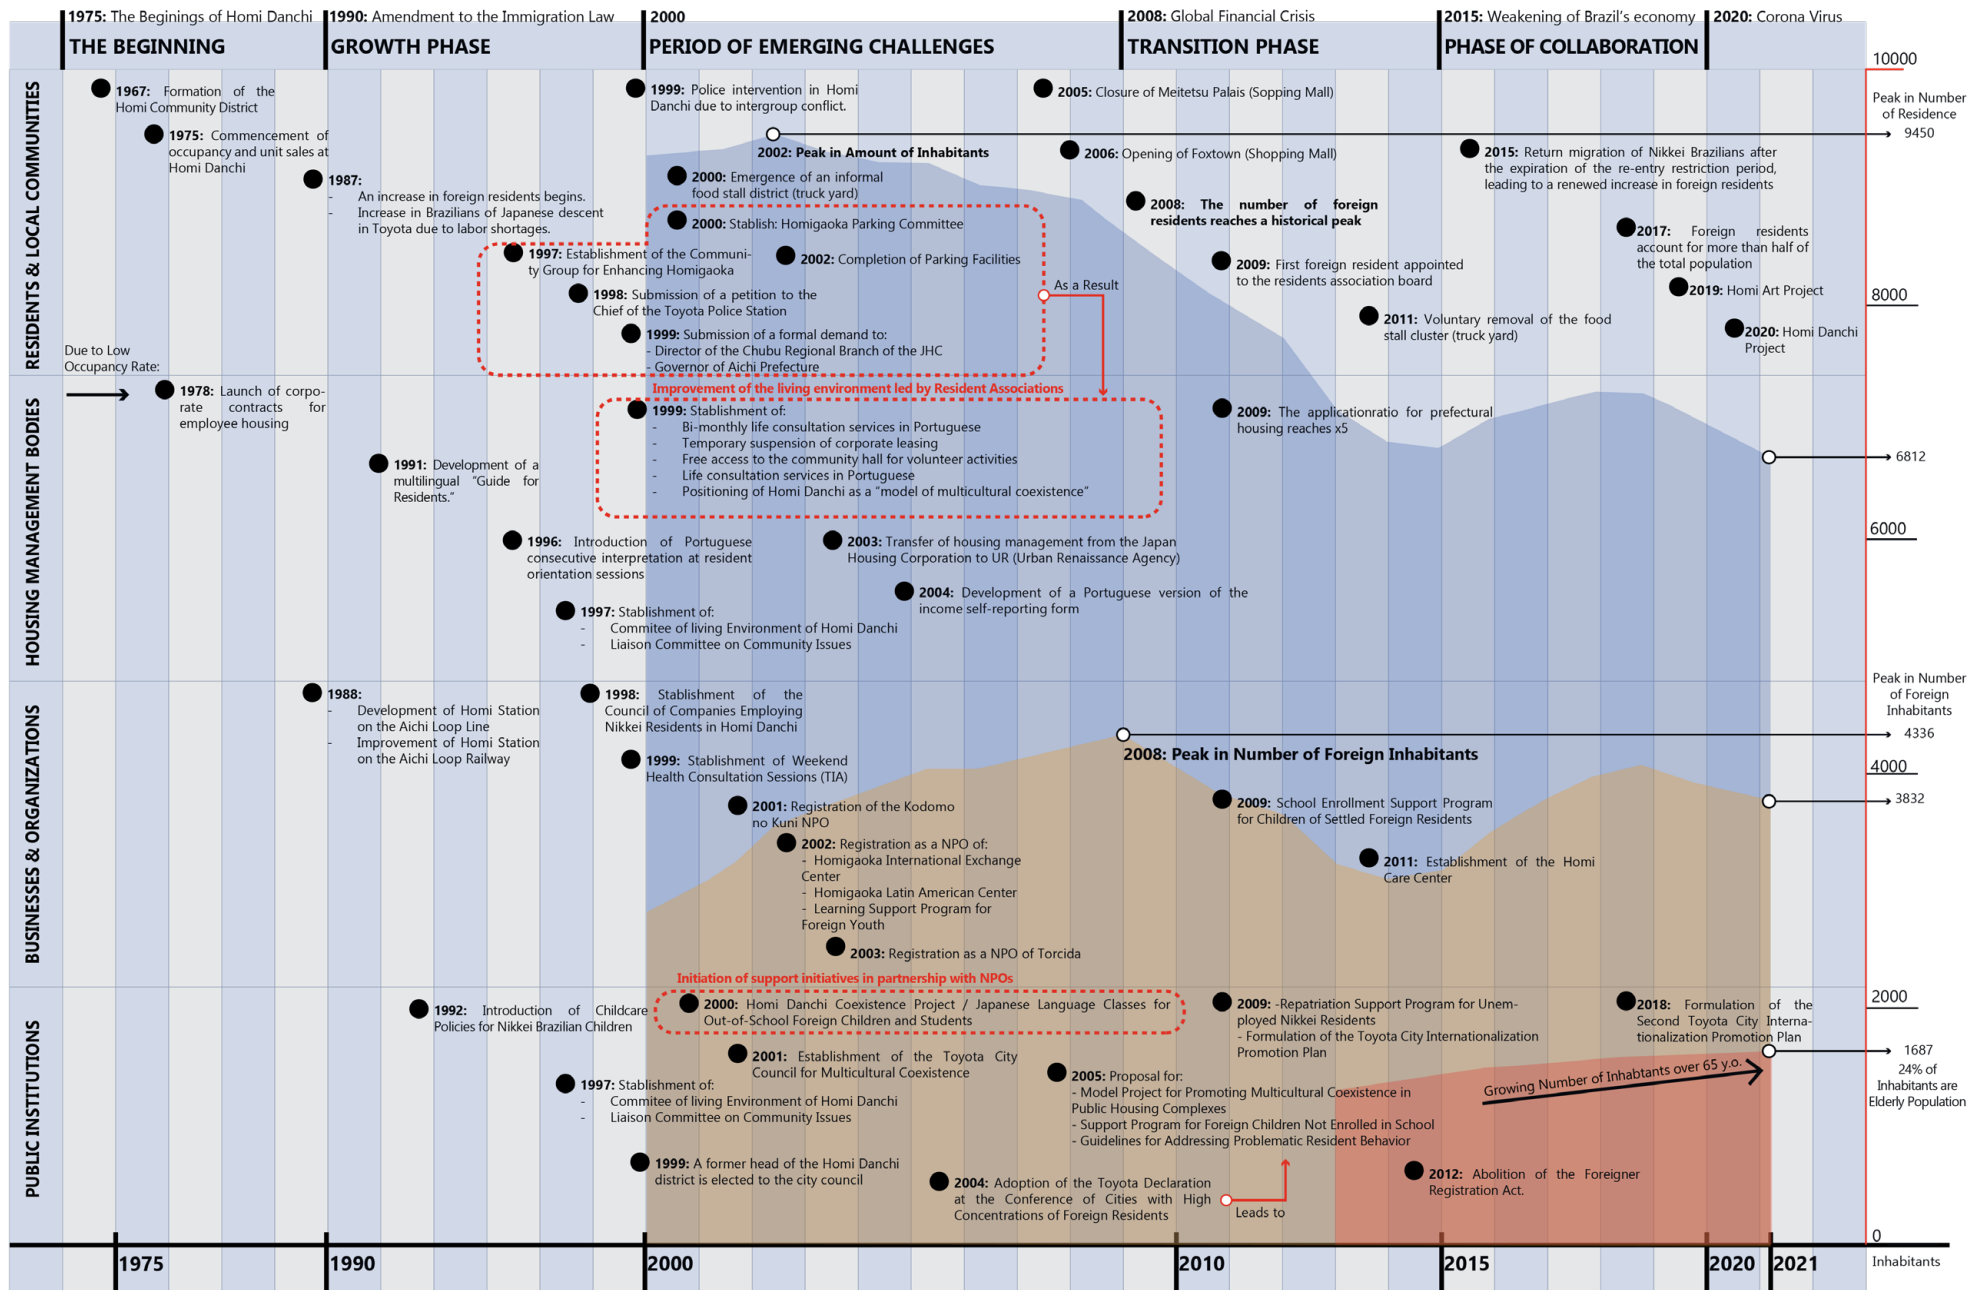 1975: The Beginings of Homi Danchi
1990: Amendment to the Immigration Law
2000
2008: Global Financial Crisis
2015: Weakening of Brazil's economy
2020: Corona Virus
THE BEGINNING
GROWTH PHASE
PERIOD OF EMERGING CHALLENGES
TRANSITION PHASE
PHASE OF COLLABORATION
RESIDENTS & LOCAL COMMUNITIES
1967: Formation of the
Homi Community District
1975: Commencement of
occupancy and unit sales at
Homi Danchi
1987:
- An increase in foreign residents begins.
- Increase in Brazilians of Japanese descent
in Toyota due to labor shortages.
1997: Establishment of the Communi-
ty Group for Enhancing Homigaoka
1998: Submission of a petition to the
Chief of the Toyota Police Station
1999: Submission of a formal demand to:
- Director of the Chubu Regional Branch of the JHC
- Governor of Aichi Prefecture
1999: Police intervention in Homi
Danchi due to intergroup conflict.
2002: Peak in Amount of Inhabitants
2000: Emergence of an informal
food stall district (truck yard)
2000: Stablish: Homigaoka Parking Committee
2002: Completion of Parking Facilities
As a Result
2005: Closure of Meitetsu Palais (Sopping Mall)
2006: Opening of Foxtown (Shopping Mall)
2008: The number of foreign
residents reaches a historical peak
2009: First foreign resident appointed
to the residents association board
2011: Voluntary removal of the food
stall cluster (truck yard)
2015: Return migration of Nikkei Brazilians after
the expiration of the re-entry restriction period,
leading to a renewed increase in foreign residents
2017: Foreign residents
account for more than half of
the total population
2019: Homi Art Project
2020: Homi Danchi
Project
HOUSING MANAGEMENT BODIES
Due to Low
Occupancy Rate:
1978: Launch of corpo-
rate contracts for
employee housing
1991: Development of a
multilingual "Guide for
Residents."
1996: Introduction of Portuguese
consecutive interpretation at resident
orientation sessions
1997: Stablishment of:
- Commitee of living Environment of Homi Danchi
- Liaison Committee on Community Issues
Improvement of the living environment led by Resident Associations
1999: Stablishment of:
- Bi-monthly life consultation services in Portuguese
- Temporary suspension of corporate leasing
- Free access to the community hall for volunteer activities
- Life consultation services in Portuguese
- Positioning of Homi Danchi as a "model of multicultural coexistence"
2003: Transfer of housing management from the Japan
Housing Corporation to UR (Urban Renaissance Agency)
2004: Development of a Portuguese version of the
income self-reporting form
2009: The applicationratio for prefectural
housing reaches x5
BUSINESSES & ORGANIZATIONS
1988:
- Development of Homi Station
on the Aichi Loop Line
- Improvement of Homi Station
on the Aichi Loop Railway
1998: Stablishment of the
Council of Companies Employing
Nikkei Residents in Homi Danchi
1999: Stablishment of Weekend
Health Consultation Sessions (TIA)
2001: Registration of the Kodomo
no Kuni NPO
2002: Registration as a NPO of:
- Homigaoka International Exchange
Center
- Homigaoka Latin American Center
- Learning Support Program for
Foreign Youth
2003: Registration as a NPO of Torcida
2008: Peak in Number of Foreign Inhabitants
2009: School Enrollment Support Program
for Children of Settled Foreign Residents
2011: Establishment of the Homi
Care Center
PUBLIC INSTITUTIONS
1992: Introduction of Childcare
Policies for Nikkei Brazilian Children
1997: Stablishment of:
- Commitee of living Environment of Homi Danchi
- Liaison Committee on Community Issues
1999: A former head of the Homi Danchi
district is elected to the city council
Initiation of support initiatives in partnership with NPOs
2000: Homi Danchi Coexistence Project / Japanese Language Classes for
Out-of-School Foreign Children and Students
2001: Establishment of the Toyota City
Council for Multicultural Coexistence
2005: Proposal for:
- Model Project for Promoting Multicultural Coexistence in
Public Housing Complexes
- Support Program for Foreign Children Not Enrolled in School
- Guidelines for Addressing Problematic Resident Behavior
2004: Adoption of the Toyota Declaration
at the Conference of Cities with High
Concentrations of Foreign Residents
Leads to
2009: -Repatriation Support Program for Unem-
ployed Nikkei Residents
- Formulation of the Toyota City Internationalization
Promotion Plan
2018: Formulation of the
Second Toyota City Interna-
tionalization Promotion Plan
Growing Number of Inhabtants over 65 y.o.
2012: Abolition of the Foreigner
Registration Act.
10000
Peak in Number
of Residence
9450
8000
6812
6000
Peak in Number
of Foreign
Inhabitants
4336
4000
3832
2000
1687
24% of
Inhabitants are
Elderly Population
0
Inhabitants
1975
1990
2000
2010
2015
2020
2021